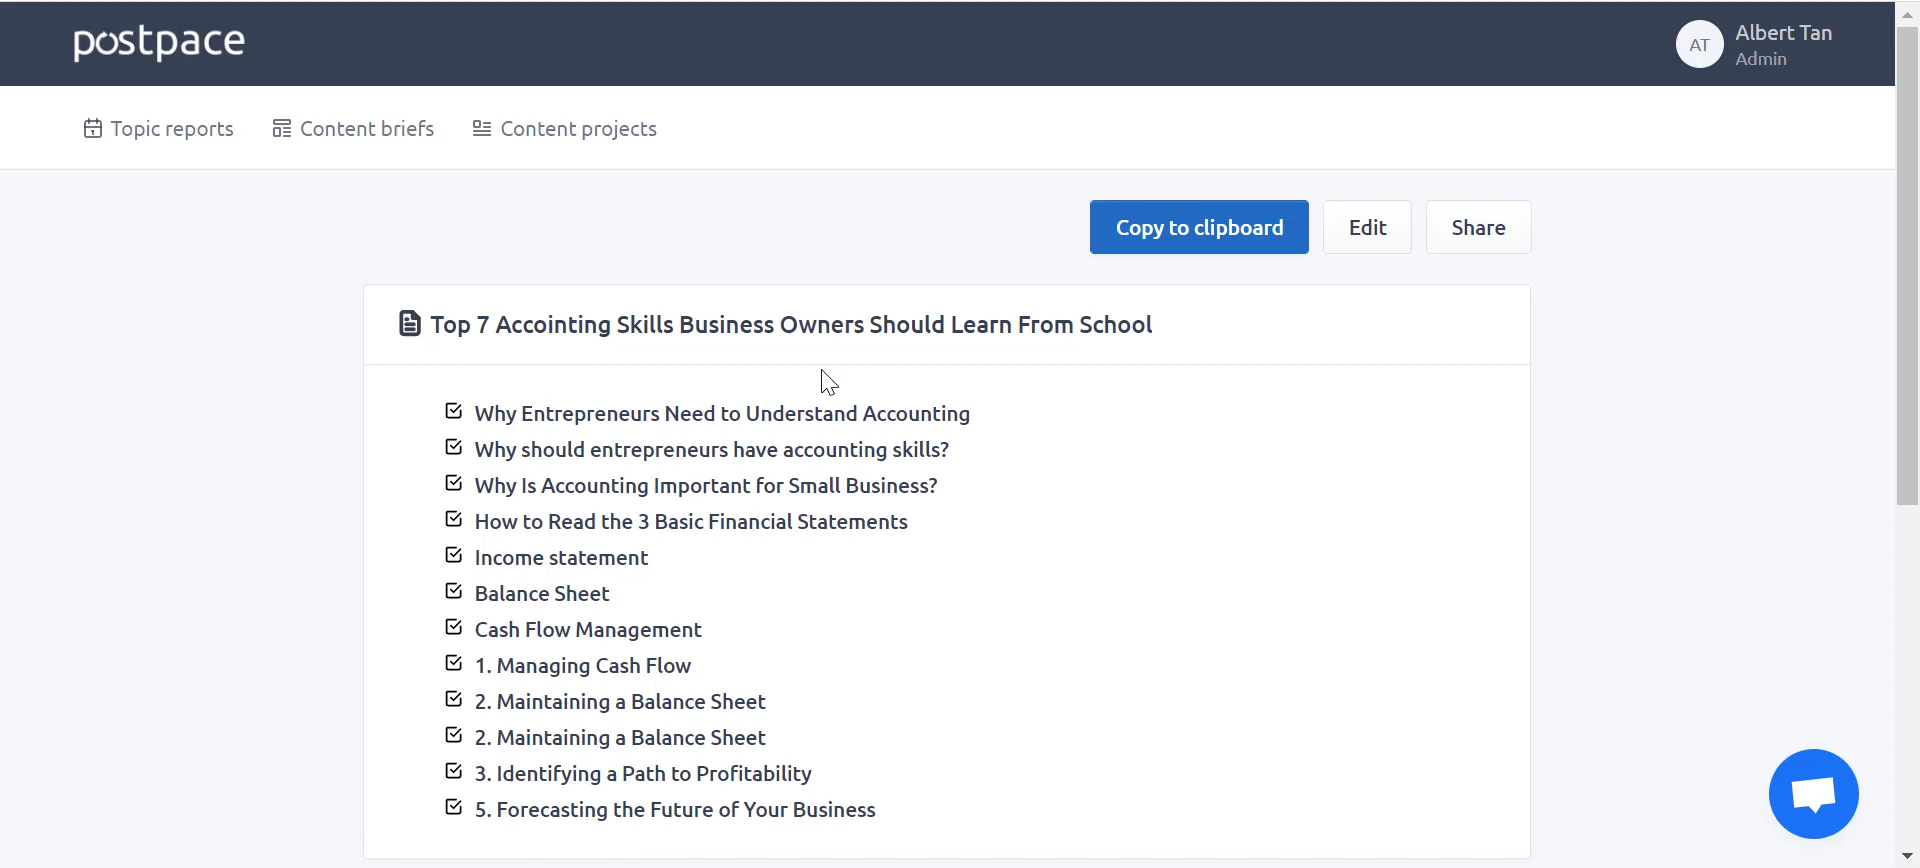 postpace
AT
Albert Tan
Admin
Topic reports
Content briefs
Content projects
Copy to clipboard
Edit
Share
Top 7 Accointing Skills Business Owners Should Learn From School
Why Entrepreneurs Need to Understand Accounting
Why should entrepreneurs have accounting skills?
Why Is Accounting Important for Small Business?
How to Read the 3 Basic Financial Statements
Income statement
Balance Sheet
Cash Flow Management
1. Managing Cash Flow
2. Maintaining a Balance Sheet
2. Maintaining a Balance Sheet
3. Identifying a Path to Profitability
5. Forecasting the Future of Your Business